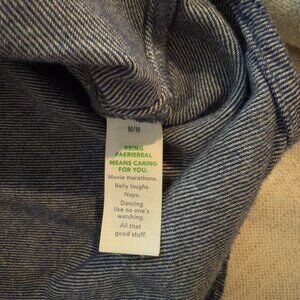 M/M
BEING
#AERIEREAL
MEANS CARING
FOR YOU.
Movie marathons.
Belly laughs.
Naps.
Dancing
like no one's
watching.
All that
good stuff.